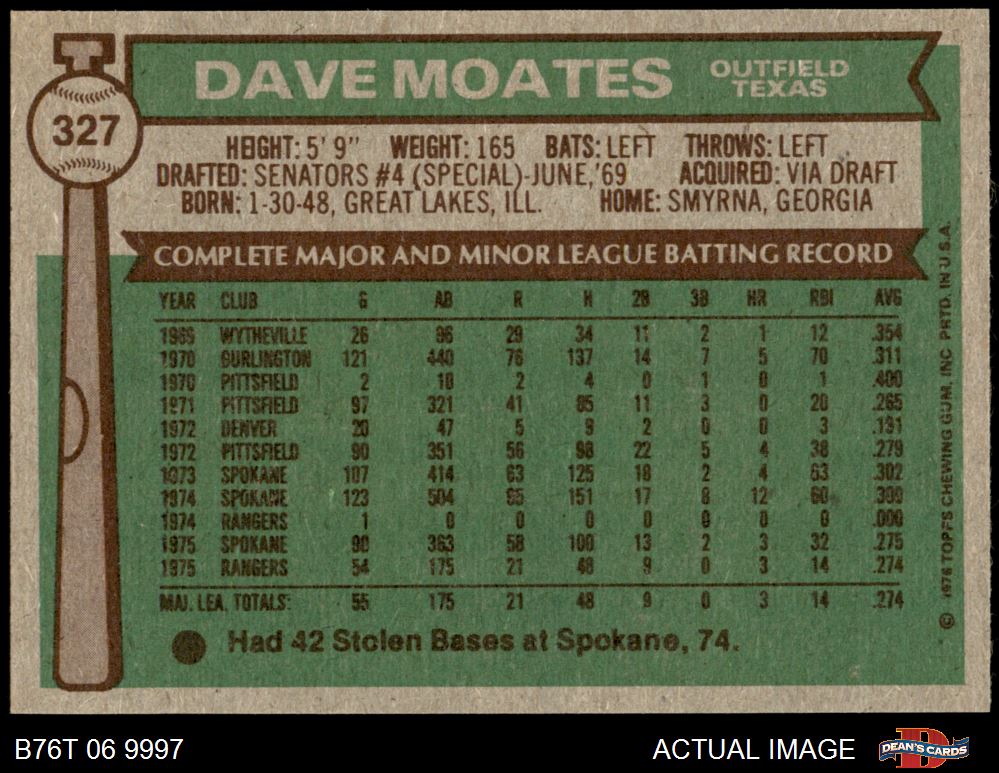 DAVE MOATES OUTFIELD TEXAS
327
HEIGHT: 5' 9" WEIGHT: 165 BATS: LEFT THROWS: LEFT
DRAFTED: SENATORS #4 (SPECIAL)-JUNE,'69 ACQUIRED: VIA DRAFT
BORN: 1-30-48, GREAT LAKES, ILL. HOME: SMYRNA, GEORGIA
COMPLETE MAJOR AND MINOR LEAGUE BATTING RECORD
YEAR CLUB G AB R H 2B 3B HR RBI AVG
1969 WYTHEVILLE 26 96 29 34 11 2 1 12 .354
1970 BURLINGTON 121 440 76 137 14 7 5 70 .311
1970 PITTSFIELD 2 10 2 4 0 1 0 1 .400
1971 PITTSFIELD 97 321 41 85 11 3 0 20 .265
1972 DENVER 20 47 5 9 2 0 0 3 .191
1972 PITTSFIELD 90 351 56 98 22 5 4 38 .279
1973 SPOKANE 107 414 63 125 18 2 4 53 .302
1974 SPOKANE 123 504 95 151 17 8 12 60 .300
1974 RANGERS 1 0 0 0 0 0 0 0 .000
1975 SPOKANE 90 363 58 100 13 2 3 32 .275
1975 RANGERS 54 175 21 48 9 0 3 14 .274
MAJ. LEA. TOTALS: 55 175 21 48 9 0 3 14 .274
Had 42 Stolen Bases at Spokane, 74.
© 1976 TOPPS CHEWING GUM, INC PRTD. IN U.S.A.
B76T 06 9997 ACTUAL IMAGE DEAN'S CARDS